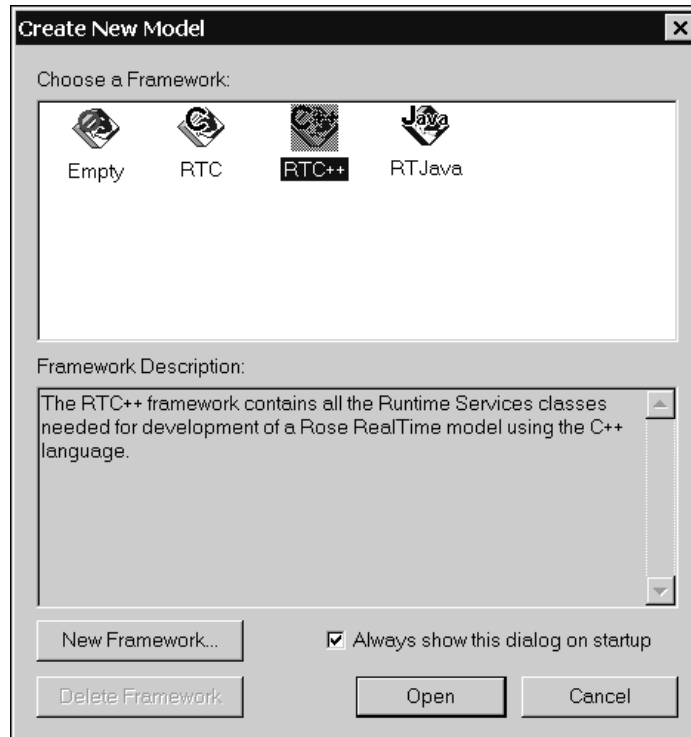 Create New Model
Choose a Framework:
Empty RTC RTC++ RTJava
Framework Description:
The RTC++ framework contains all the Runtime Services classes
needed for development of a Rose RealTime model using the C++
language.
New Framework... Always show this dialog on startup
Delete Framework Open Cancel